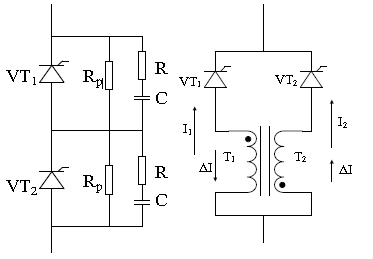 VT₁
Rp
R
C
VT₂
Rp
R
C
VT₁
VT₂
I₁
I₂
T₁
T₂
ΔI
ΔI